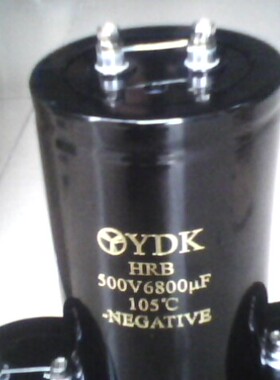 YDK
HRB
500V6800μF
105℃
-NEGATIVE